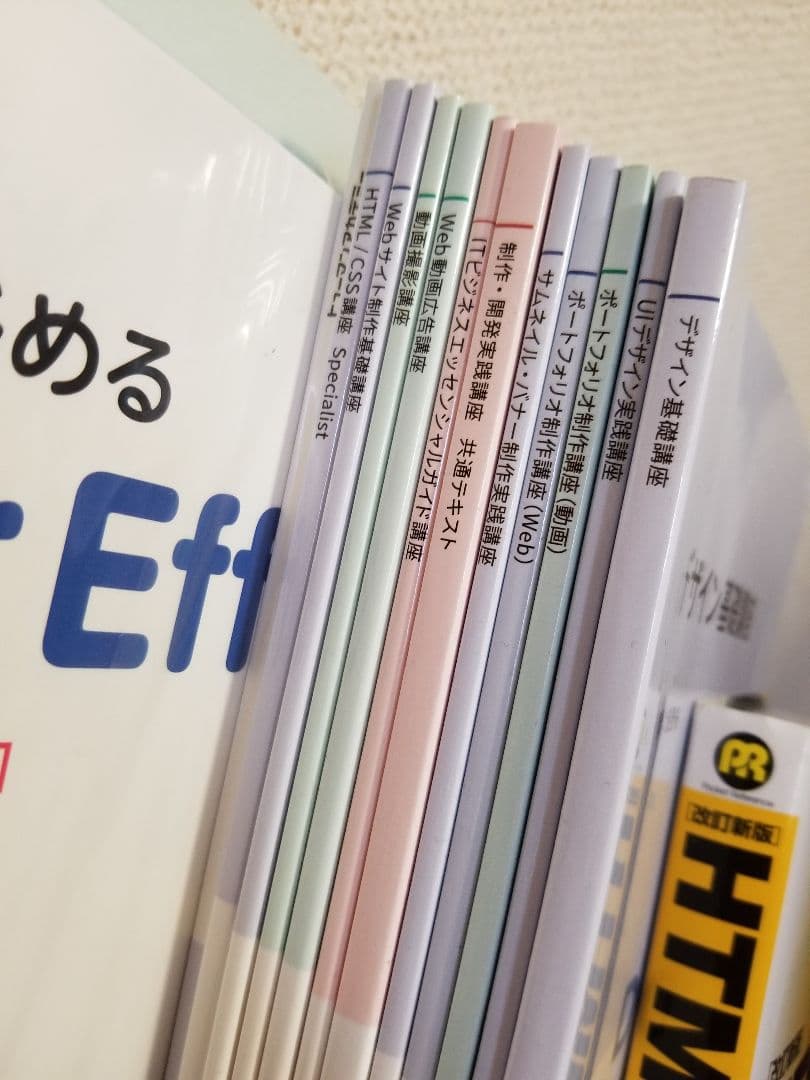 める
Eff
HTML/CSS講座 Specialist
Webサイト制作基礎講座
動画撮影講座
Web動画広告講座
ITビジネスエッセンシャルガイド講座
制作・開発実践講座 共通テキスト
サムネイル・バナー制作実践講座
ポートフォリオ制作講座(Web)
ポートフォリオ制作講座(動画)
UIデザイン実践講座
デザイン基礎講座
PR
Pocket Reference
改訂新版
HTM